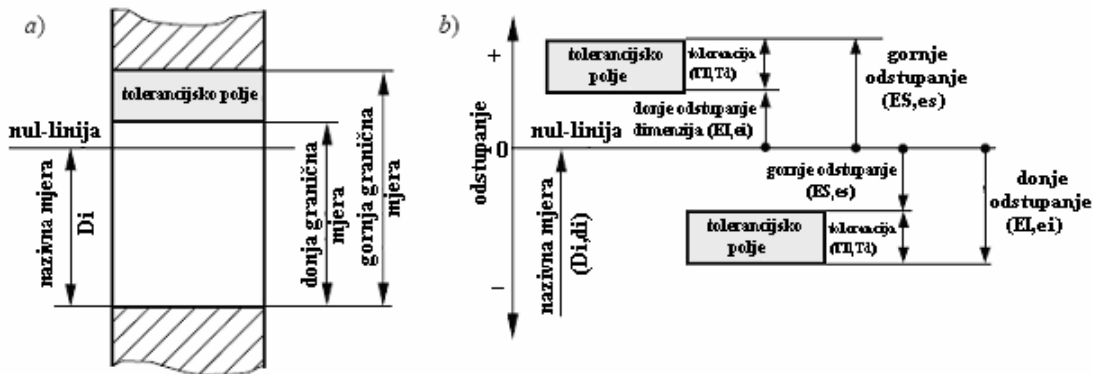 a)
tolerancijsko polje
nul-linija
nazivna mjera
Di
donja granična
mjera
gornja granična
mjera
b)
+
0
−
odstupanje
nul-linija
nazivna mjera
(Di,di)
tolerancijsko
polje
tolerancija
(TD,Td)
donje odstupanje
dimenzija (EI,ei)
gornje
odstupanje
(ES,es)
gornje odstupanje
(ES,es)
tolerancijsko
polje
tolerancija
(TD,Td)
donje
odstupanje
(EI,ei)